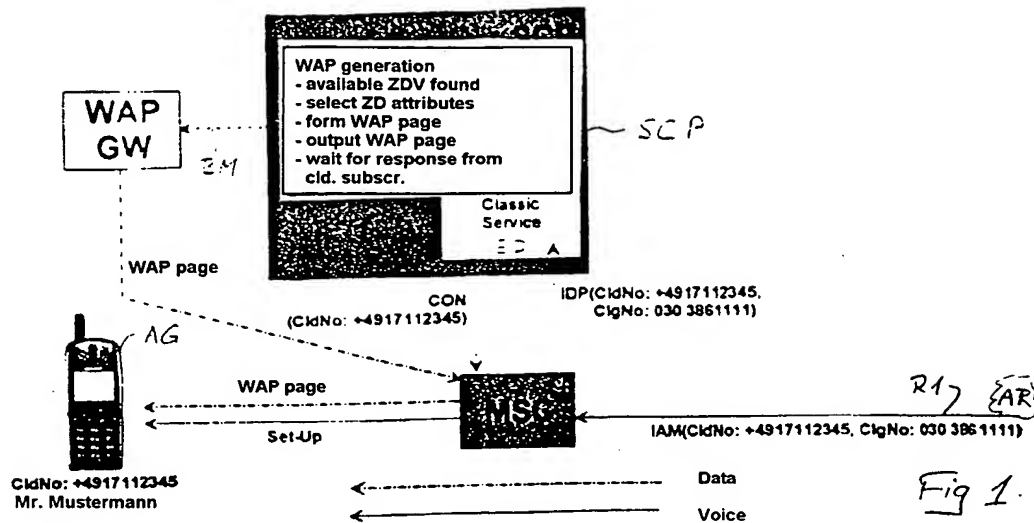 WAP generation
- available ZDV found
- select ZD attributes
- form WAP page
- output WAP page
- wait for response from
cld. subscr.
SCP
WAP
GW
Classic
Service
WAP page
CON
(CldNo: +4917112345)
IDP(CldNo: +4917112345,
ClgNo: 030 3861111)
AG
WAP page
MSC
R1
AR
Set-Up
IAM(CldNo: +4917112345, ClgNo: 030 3861111)
CldNo: +4917112345
Mr. Mustermann
Data
Voice
Fig 1.